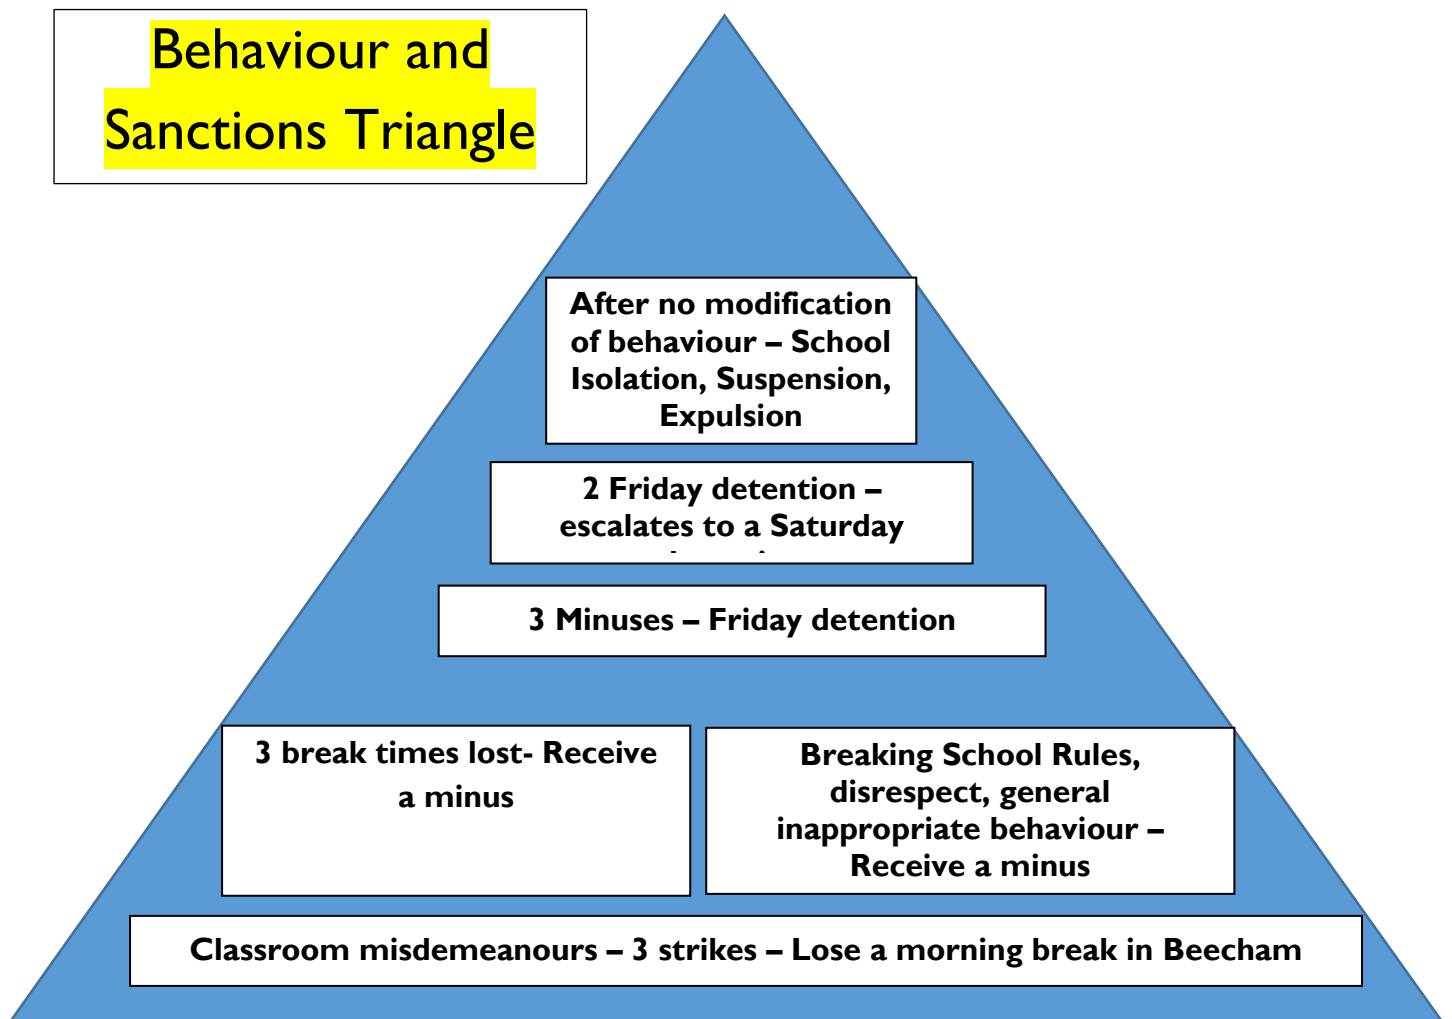 Behaviour and
Sanctions Triangle
After no modification
of behaviour – School
Isolation, Suspension,
Expulsion
2 Friday detention –
escalates to a Saturday
3 Minuses – Friday detention
3 break times lost- Receive
a minus
Breaking School Rules,
disrespect, general
inappropriate behaviour –
Receive a minus
Classroom misdemeanours – 3 strikes – Lose a morning break in Beecham